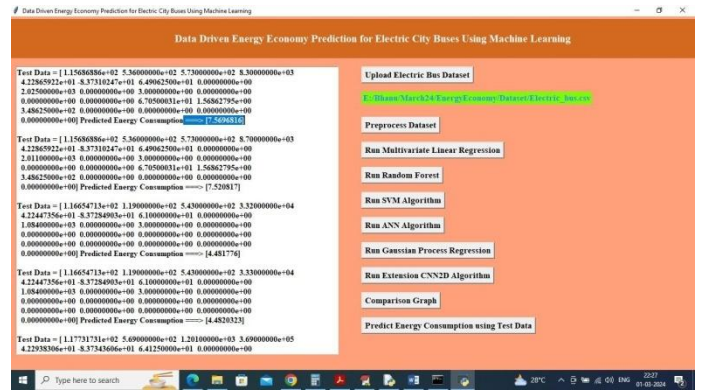 Data Driven Energy Economy Prediction for Electric City Buses Using Machine Learning
Data Driven Energy Economy Prediction for Electric City Buses Using Machine Learning
Test Data = [ 1.15686886e+02 5.36000000e+02 5.73000000e+02 8.30000000e+03
4.22865922e+01 -8.37310247e+01 6.49062500e+01 0.00000000e+00
2.02500000e+03 0.00000000e+00 3.00000000e+00 0.00000000e+00
0.00000000e+00 0.00000000e+00 6.70500031e+01 1.56862795e+00
3.48625000e+02 0.00000000e+00 0.00000000e+00 0.00000000e+00
0.00000000e+00] Predicted Energy Consumption ===> [7.5696816]
Test Data = [ 1.15686886e+02 5.36000000e+02 5.73000000e+02 8.70000000e+03
4.22865922e+01 -8.37310247e+01 6.49062500e+01 0.00000000e+00
2.01100000e+03 0.00000000e+00 3.00000000e+00 0.00000000e+00
0.00000000e+00 0.00000000e+00 6.70500031e+01 1.56862795e+00
3.48625000e+02 0.00000000e+00 0.00000000e+00 0.00000000e+00
0.00000000e+00] Predicted Energy Consumption ===> [7.520817]
Test Data = [ 1.16654713e+02 1.19000000e+02 5.43000000e+02 3.32000000e+04
4.22447356e+01 -8.37284903e+01 6.10000000e+01 0.00000000e+00
1.08400000e+03 0.00000000e+00 3.00000000e+00 0.00000000e+00
0.00000000e+00 0.00000000e+00 0.00000000e+00 0.00000000e+00
0.00000000e+00 0.00000000e+00 0.00000000e+00 0.00000000e+00
0.00000000e+00] Predicted Energy Consumption ===> [4.481776]
Test Data = [ 1.16654713e+02 1.19000000e+02 5.43000000e+02 3.33000000e+04
4.22447356e+01 -8.37284903e+01 6.10000000e+01 0.00000000e+00
1.08400000e+03 0.00000000e+00 3.00000000e+00 0.00000000e+00
0.00000000e+00 0.00000000e+00 0.00000000e+00 0.00000000e+00
0.00000000e+00 0.00000000e+00 0.00000000e+00 0.00000000e+00
0.00000000e+00] Predicted Energy Consumption ===> [4.4820323]
Test Data = [ 1.17731731e+02 5.69000000e+02 1.20100000e+03 3.69000000e+05
4.22938306e+01 -8.37343606e+01 6.41250000e+01 0.00000000e+00
Upload Electric Bus Dataset
E:/Bhanu/March24/EnergyEconomy/Dataset/Electric_bus.csv
Preprocess Dataset
Run Multivariate Linear Regression
Run Random Forest
Run SVM Algorithm
Run ANN Algorithm
Run Gaussian Process Regression
Run Extension CNN2D Algorithm
Comparison Graph
Predict Energy Consumption using Test Data
Type here to search
28°C
ENG
22:27
01-03-2024